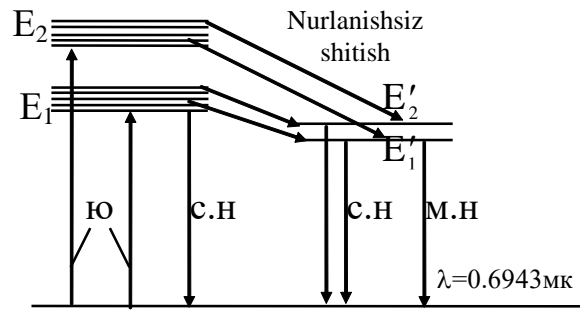 E₂
Nurlanishsiz
shitish
E₁
E′₂
E′₁
ю
с.н
с.н
м.н
λ=0.6943мк